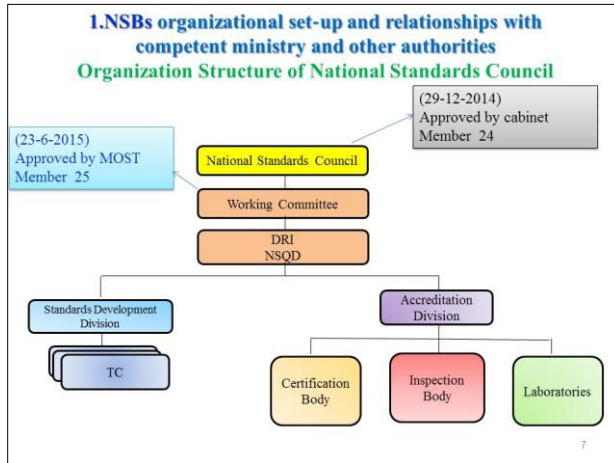 1.NSBs organizational set-up and relationships with
competent ministry and other authorities
Organization Structure of National Standards Council
(29-12-2014)
Approved by cabinet
Member 24
(23-6-2015)
Approved by MOST
Member 25
National Standards Council
Working Committee
DRI
NSQD
Standards Development
Division
Accreditation
Division
TC
Certification
Body
Inspection
Body
Laboratories
7